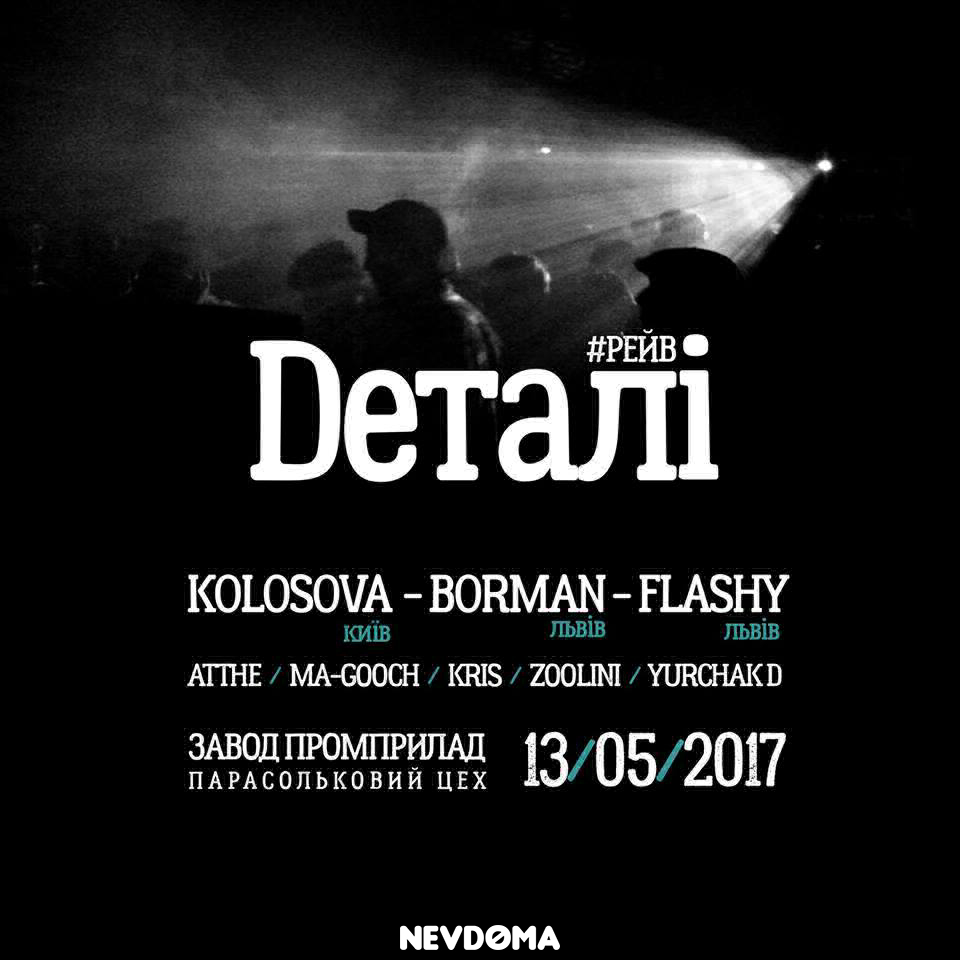 #РЕЙВ
Dеталі
KOLOSOVA – BORMAN – FLASHY
КИЇВ ЛЬВІВ ЛЬВІВ
ATTHE / MA-GOOCH / KRIS / ZOOLINI / YURCHAK D
ЗАВОД ПРОМПРИЛАД
ПАРАСОЛЬКОВИЙ ЦЕХ
13/05/2017
NEVDØMA